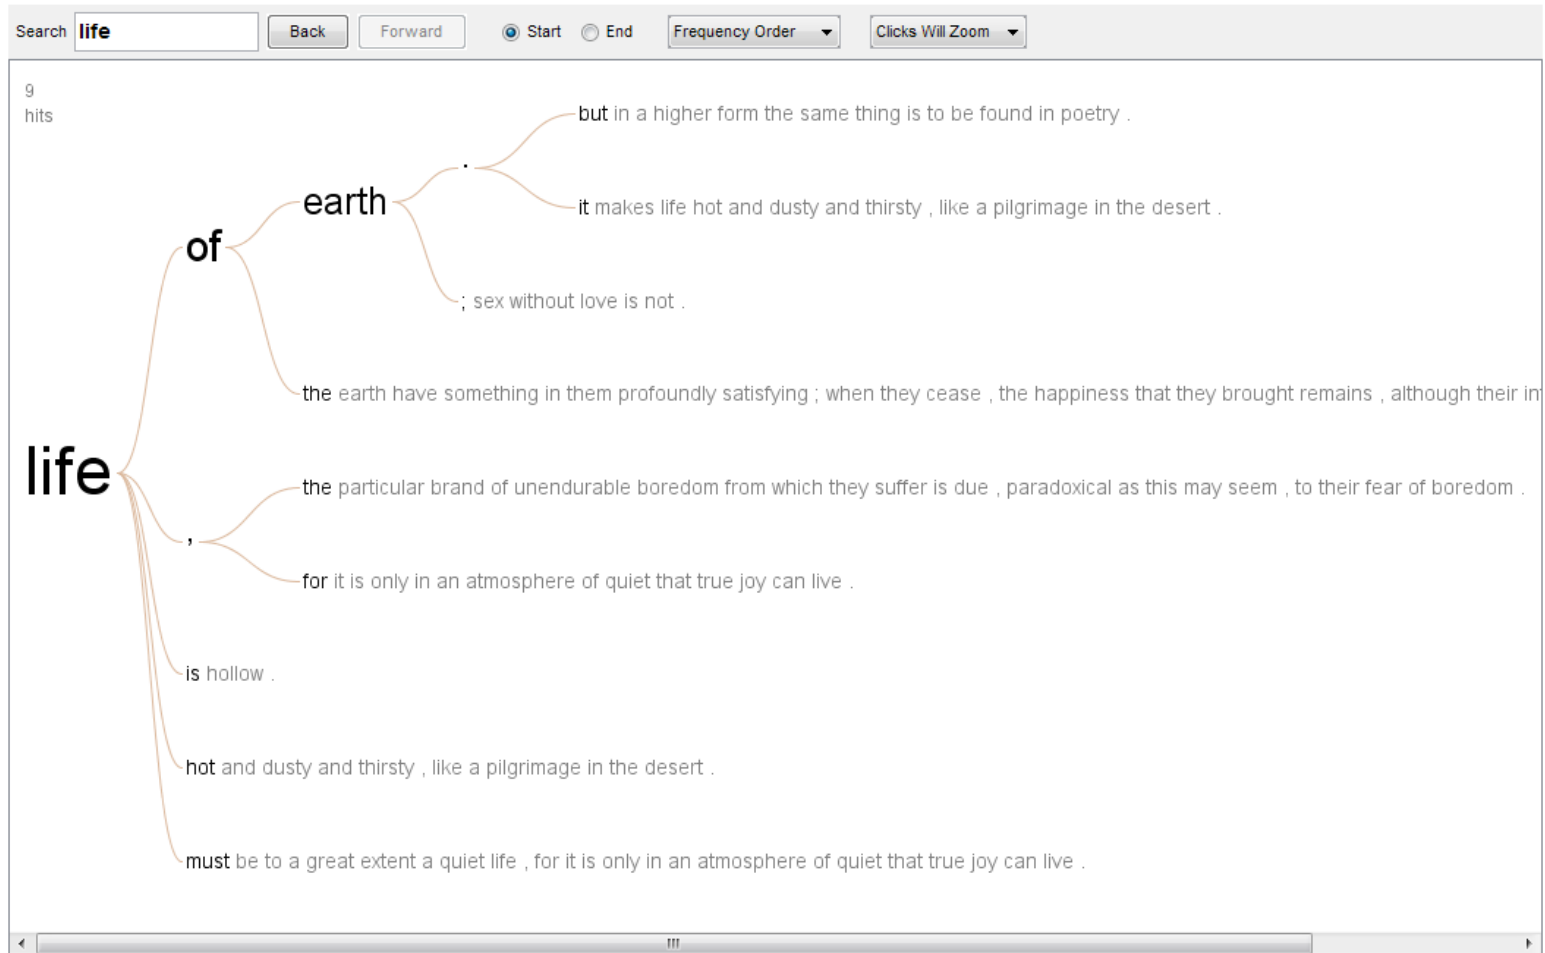 Search life Back Forward Start End Frequency Order Clicks Will Zoom
9
hits
but in a higher form the same thing is to be found in poetry .
.
earth
it makes life hot and dusty and thirsty , like a pilgrimage in the desert .
of
; sex without love is not .
the earth have something in them profoundly satisfying ; when they cease , the happiness that they brought remains , although their
life
the particular brand of unendurable boredom from which they suffer is due , paradoxical as this may seem , to their fear of boredom .
,
for it is only in an atmosphere of quiet that true joy can live .
is hollow .
hot and dusty and thirsty , like a pilgrimage in the desert .
must be to a great extent a quiet life , for it is only in an atmosphere of quiet that true joy can live .